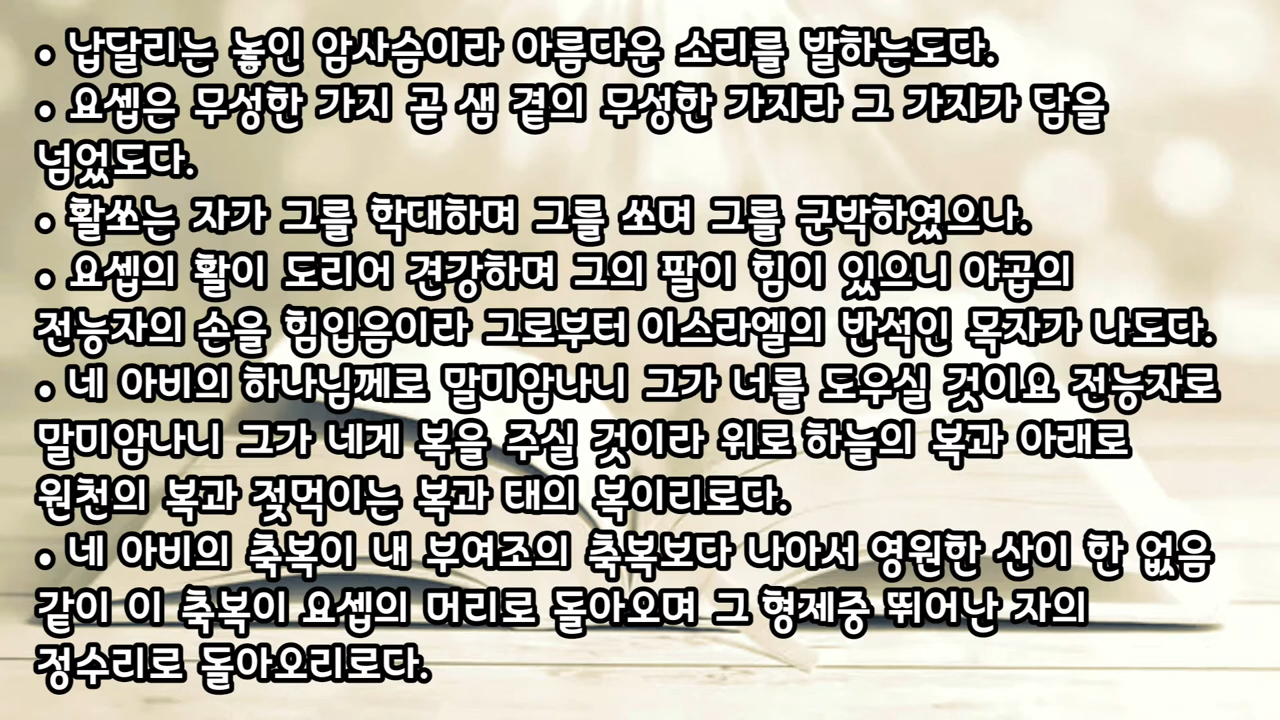 • 납달리는 놓인 암사슴이라 아름다운 소리를 발하는도다.
• 요셉은 무성한 가지 곧 샘 곁의 무성한 가지라 그 가지가 담을
넘었도다.
• 활쏘는 자가 그를 학대하며 그를 쏘며 그를 군박하였으나.
• 요셉의 활이 도리어 견강하며 그의 팔이 힘이 있으니 야곱의
전능자의 손을 힘입음이라 그로부터 이스라엘의 반석인 목자가 나도다.
• 네 아비의 하나님께로 말미암나니 그가 너를 도우실 것이요 전능자로
말미암나니 그가 네게 복을 주실 것이라 위로 하늘의 복과 아래로
원천의 복과 젖먹이는 복과 태의 복이리로다.
• 네 아비의 축복이 내 부여조의 축복보다 나아서 영원한 산이 한 없음
같이 이 축복이 요셉의 머리로 돌아오며 그 형제중 뛰어난 자의
정수리로 돌아오리로다.